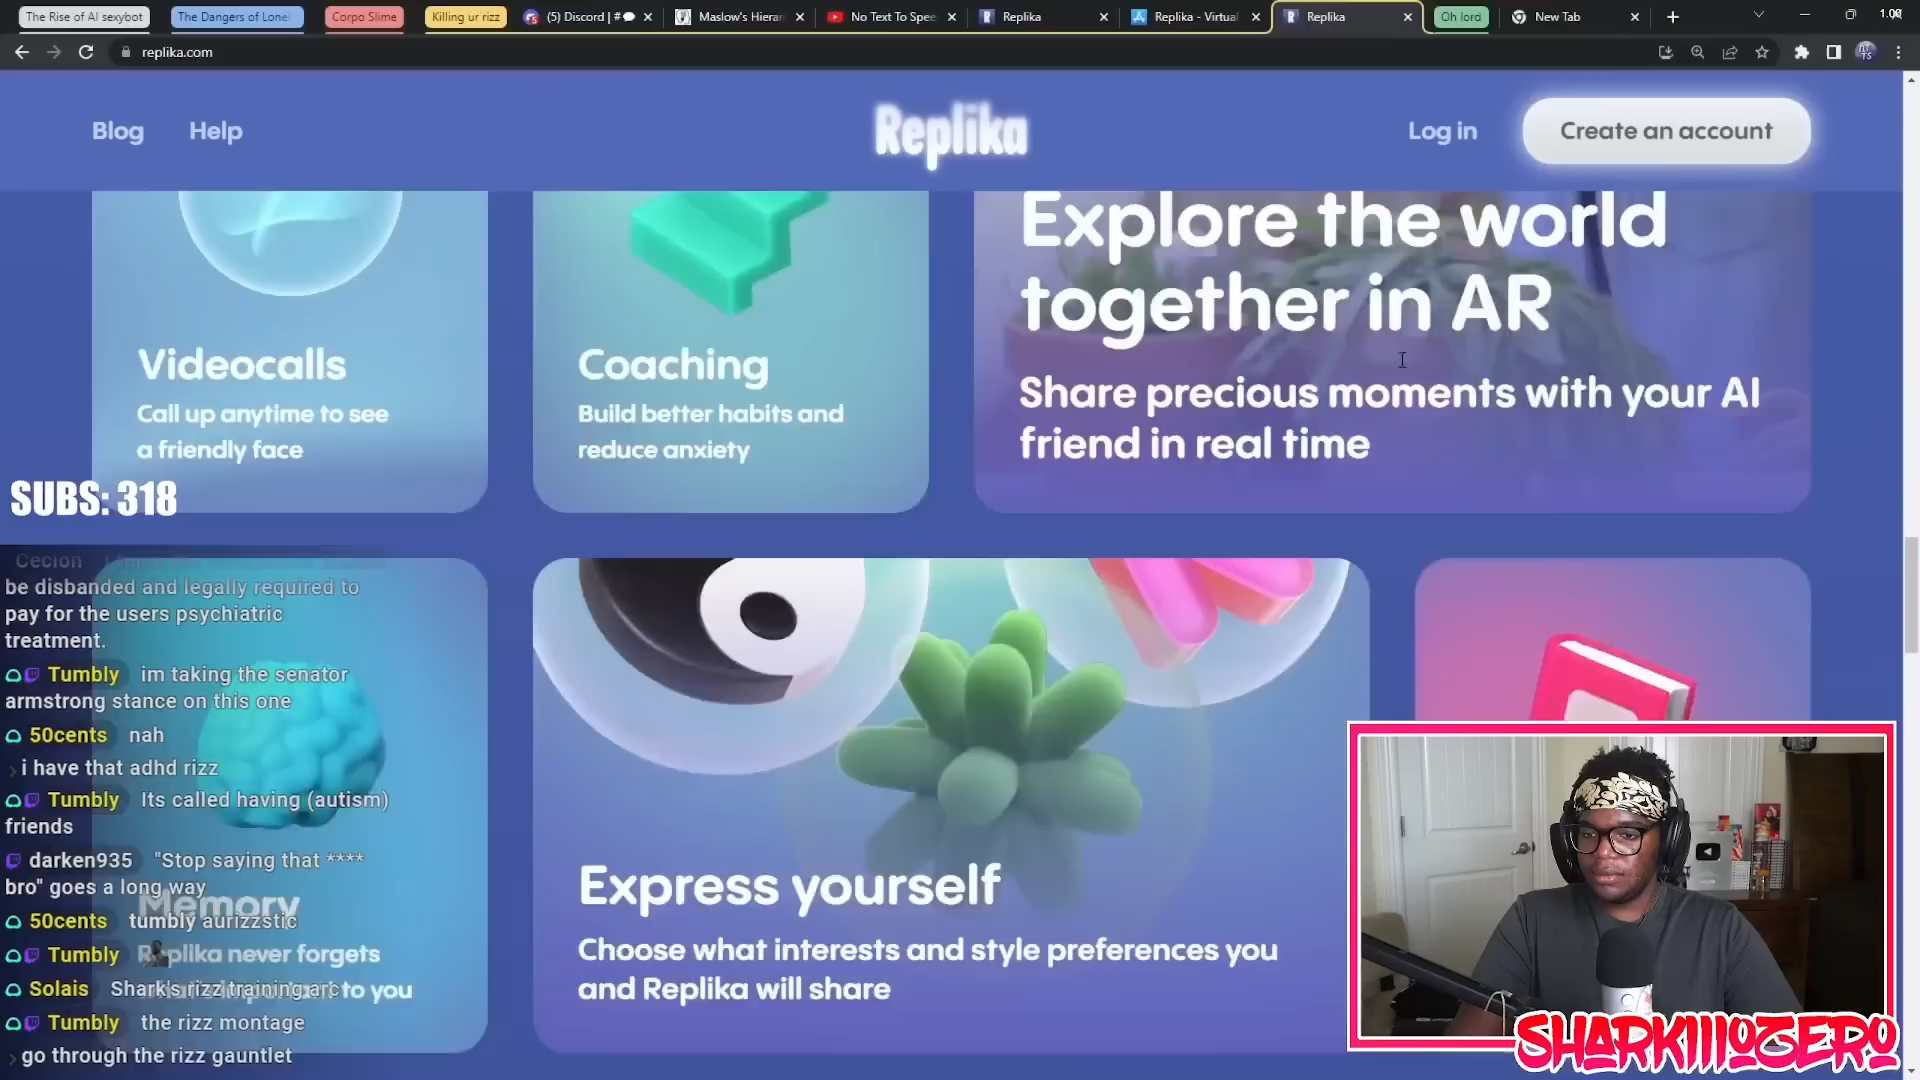 The Rise of AI sexybot
The Dangers of Lonel
Corpo Slime
Killing ur rizz
(5) Discord | #
Maslow's Hierar
No Text To Spee
Replika
Replika - Virtual
Replika
Oh lord
New Tab
replika.com
Blog
Help
Replika
Log in
Create an account
Videocalls
Call up anytime to see
a friendly face
Coaching
Build better habits and
reduce anxiety
Explore the world
together in AR
Share precious moments with your AI
friend in real time
SUBS: 318
Cecion
be disbanded and legally required to
pay for the users psychiatric
treatment.
Tumbly im taking the senator
armstrong stance on this one
50cents nah
i have that adhd rizz
Tumbly Its called having (autism)
friends
darken935 "Stop saying that ****
bro" goes a long way
50cents tumbly aurizzstic
Tumbly
Solais Shark's rizz training arc
Tumbly the rizz montage
go through the rizz gauntlet
Memory
Replika never forgets
to you
Express yourself
Choose what interests and style preferences you
and Replika will share
SHARK111OZERO